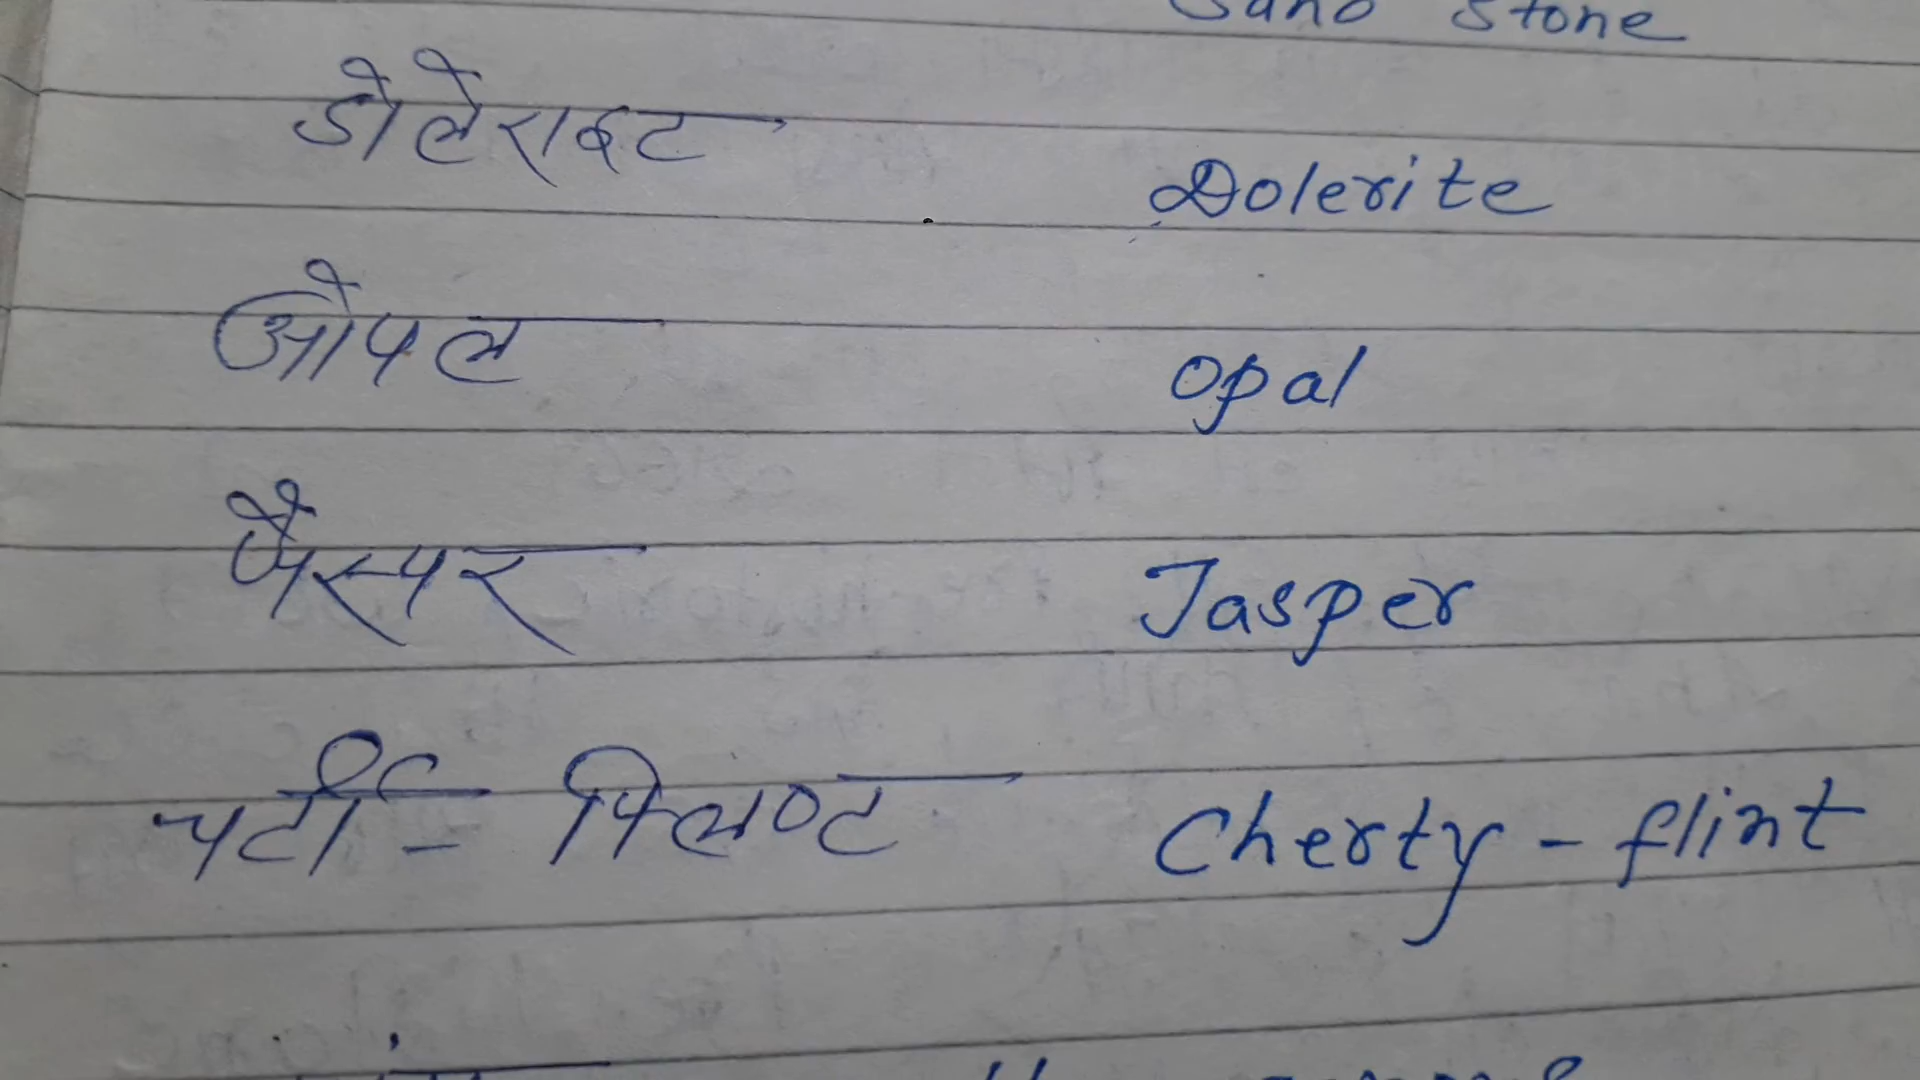 Sand Stone
डोलेराइट Dolerite
ओपल Opal
जैस्पर Jasper
चर्टी - फ्लिण्ट Cherty - flint